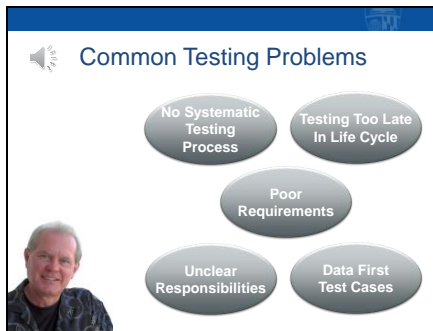 Common Testing Problems
No Systematic
Testing
Process
Testing Too Late
In Life Cycle
Poor
Requirements
Unclear
Responsibilities
Data First
Test Cases